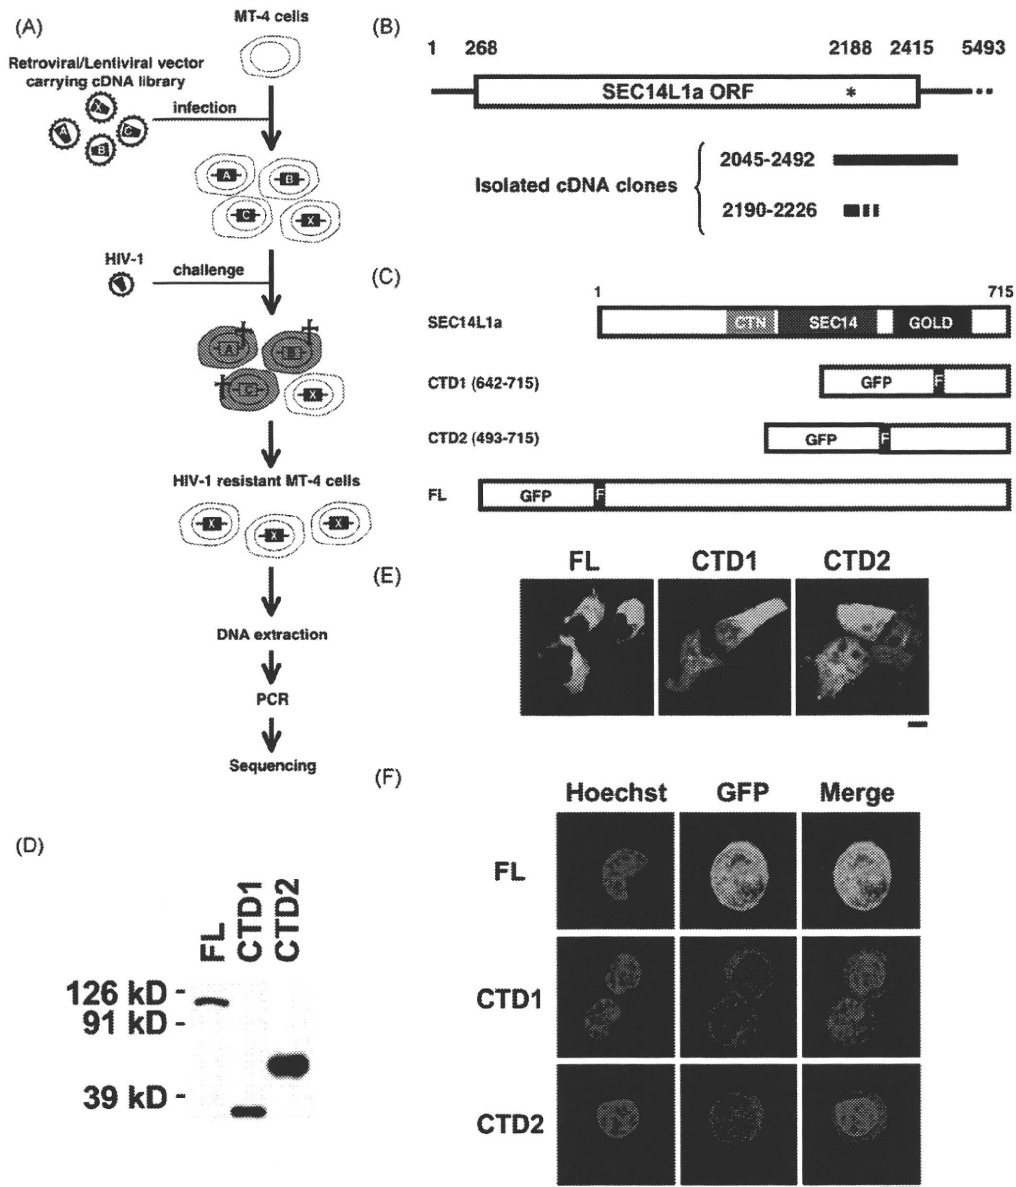 (A)
MT-4 cells
Retroviral/Lentiviral vector
carrying cDNA library
infection
X
A
C
B
A
B
C
X
HIV-1
challenge
A
B
C
X
HIV-1 resistant MT-4 cells
X
X
X
DNA extraction
PCR
Sequencing
(B)
1 268 2188 2415 5493
SEC14L1a ORF *
Isolated cDNA clones
2045-2492
2190-2226
(C)
1 715
SEC14L1a CTN SEC14 GOLD
CTD1 (642-715) GFP F
CTD2 (493-715) GFP F
FL GFP F
(D)
FL CTD1 CTD2
126 kD -
91 kD -
39 kD -
(E)
FL CTD1 CTD2
(F)
Hoechst GFP Merge
FL
CTD1
CTD2